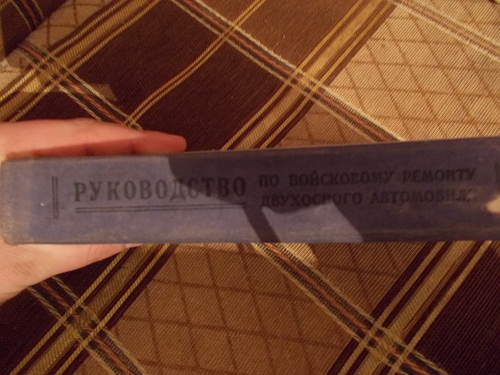 РУКОВОДСТВО
ПО ВОЙСКОВОМУ РЕМОНТУ
ДВУХОСНОГО АВТОМОБИЛЯ